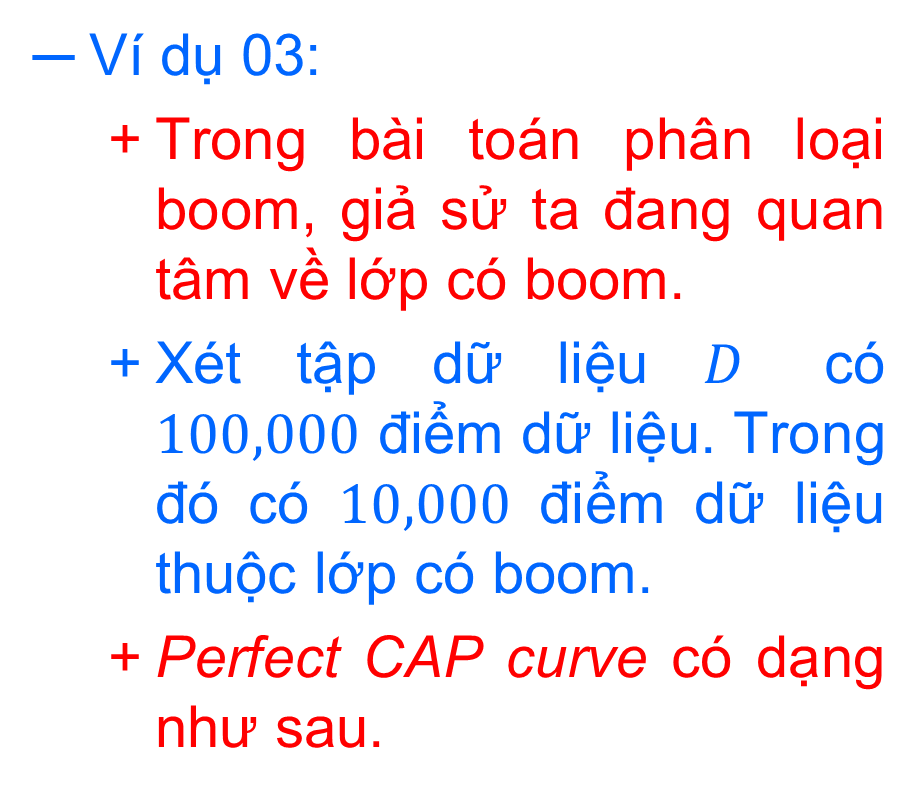 — Ví dụ 03:
+ Trong bài toán phân loại
boom, giả sử ta đang quan
tâm về lớp có boom.
+ Xét tập dữ liệu D có
100,000 điểm dữ liệu. Trong
đó có 10,000 điểm dữ liệu
thuộc lớp có boom.
+ Perfect CAP curve có dạng
như sau.